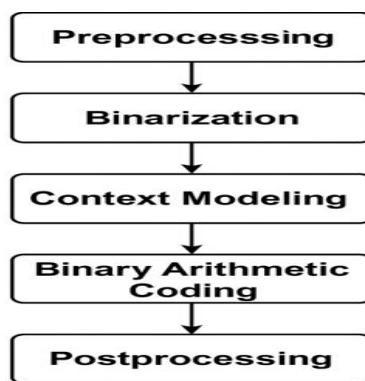 Preprocesssing
Binarization
Context Modeling
Binary Arithmetic
Coding
Postprocessing